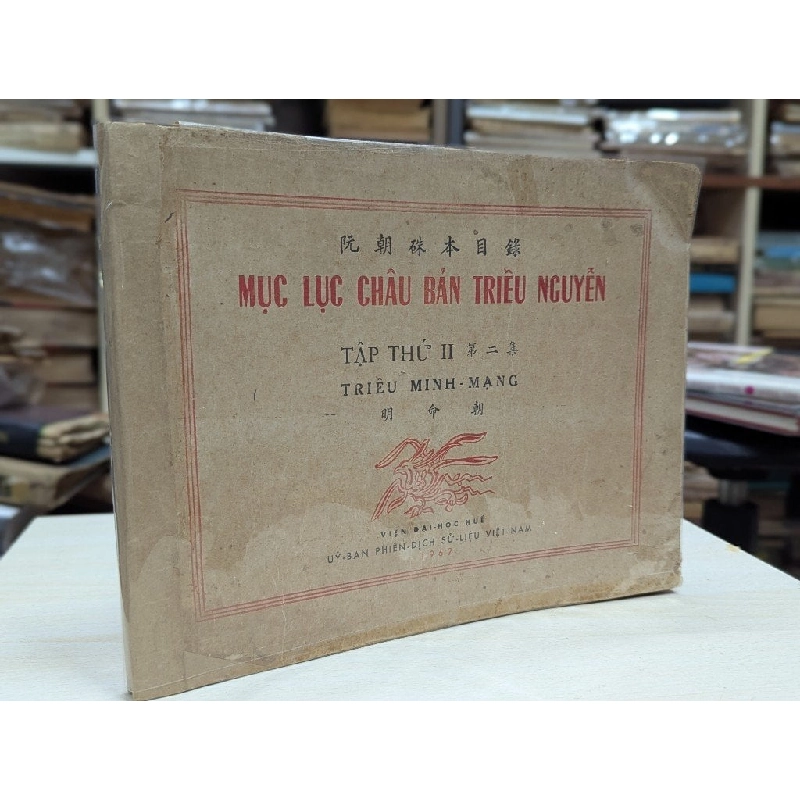 阮朝硃本目錄
MỤC LỤC CHÂU BẢN TRIỀU NGUYỄN
TẬP THỨ II 第二集
TRIỀU MINH-MẠNG
明命朝
VIỆN ĐẠI-HỌC HUẾ
UỶ-BAN PHIÊN-DỊCH SỬ-LIỆU VIỆT-NAM